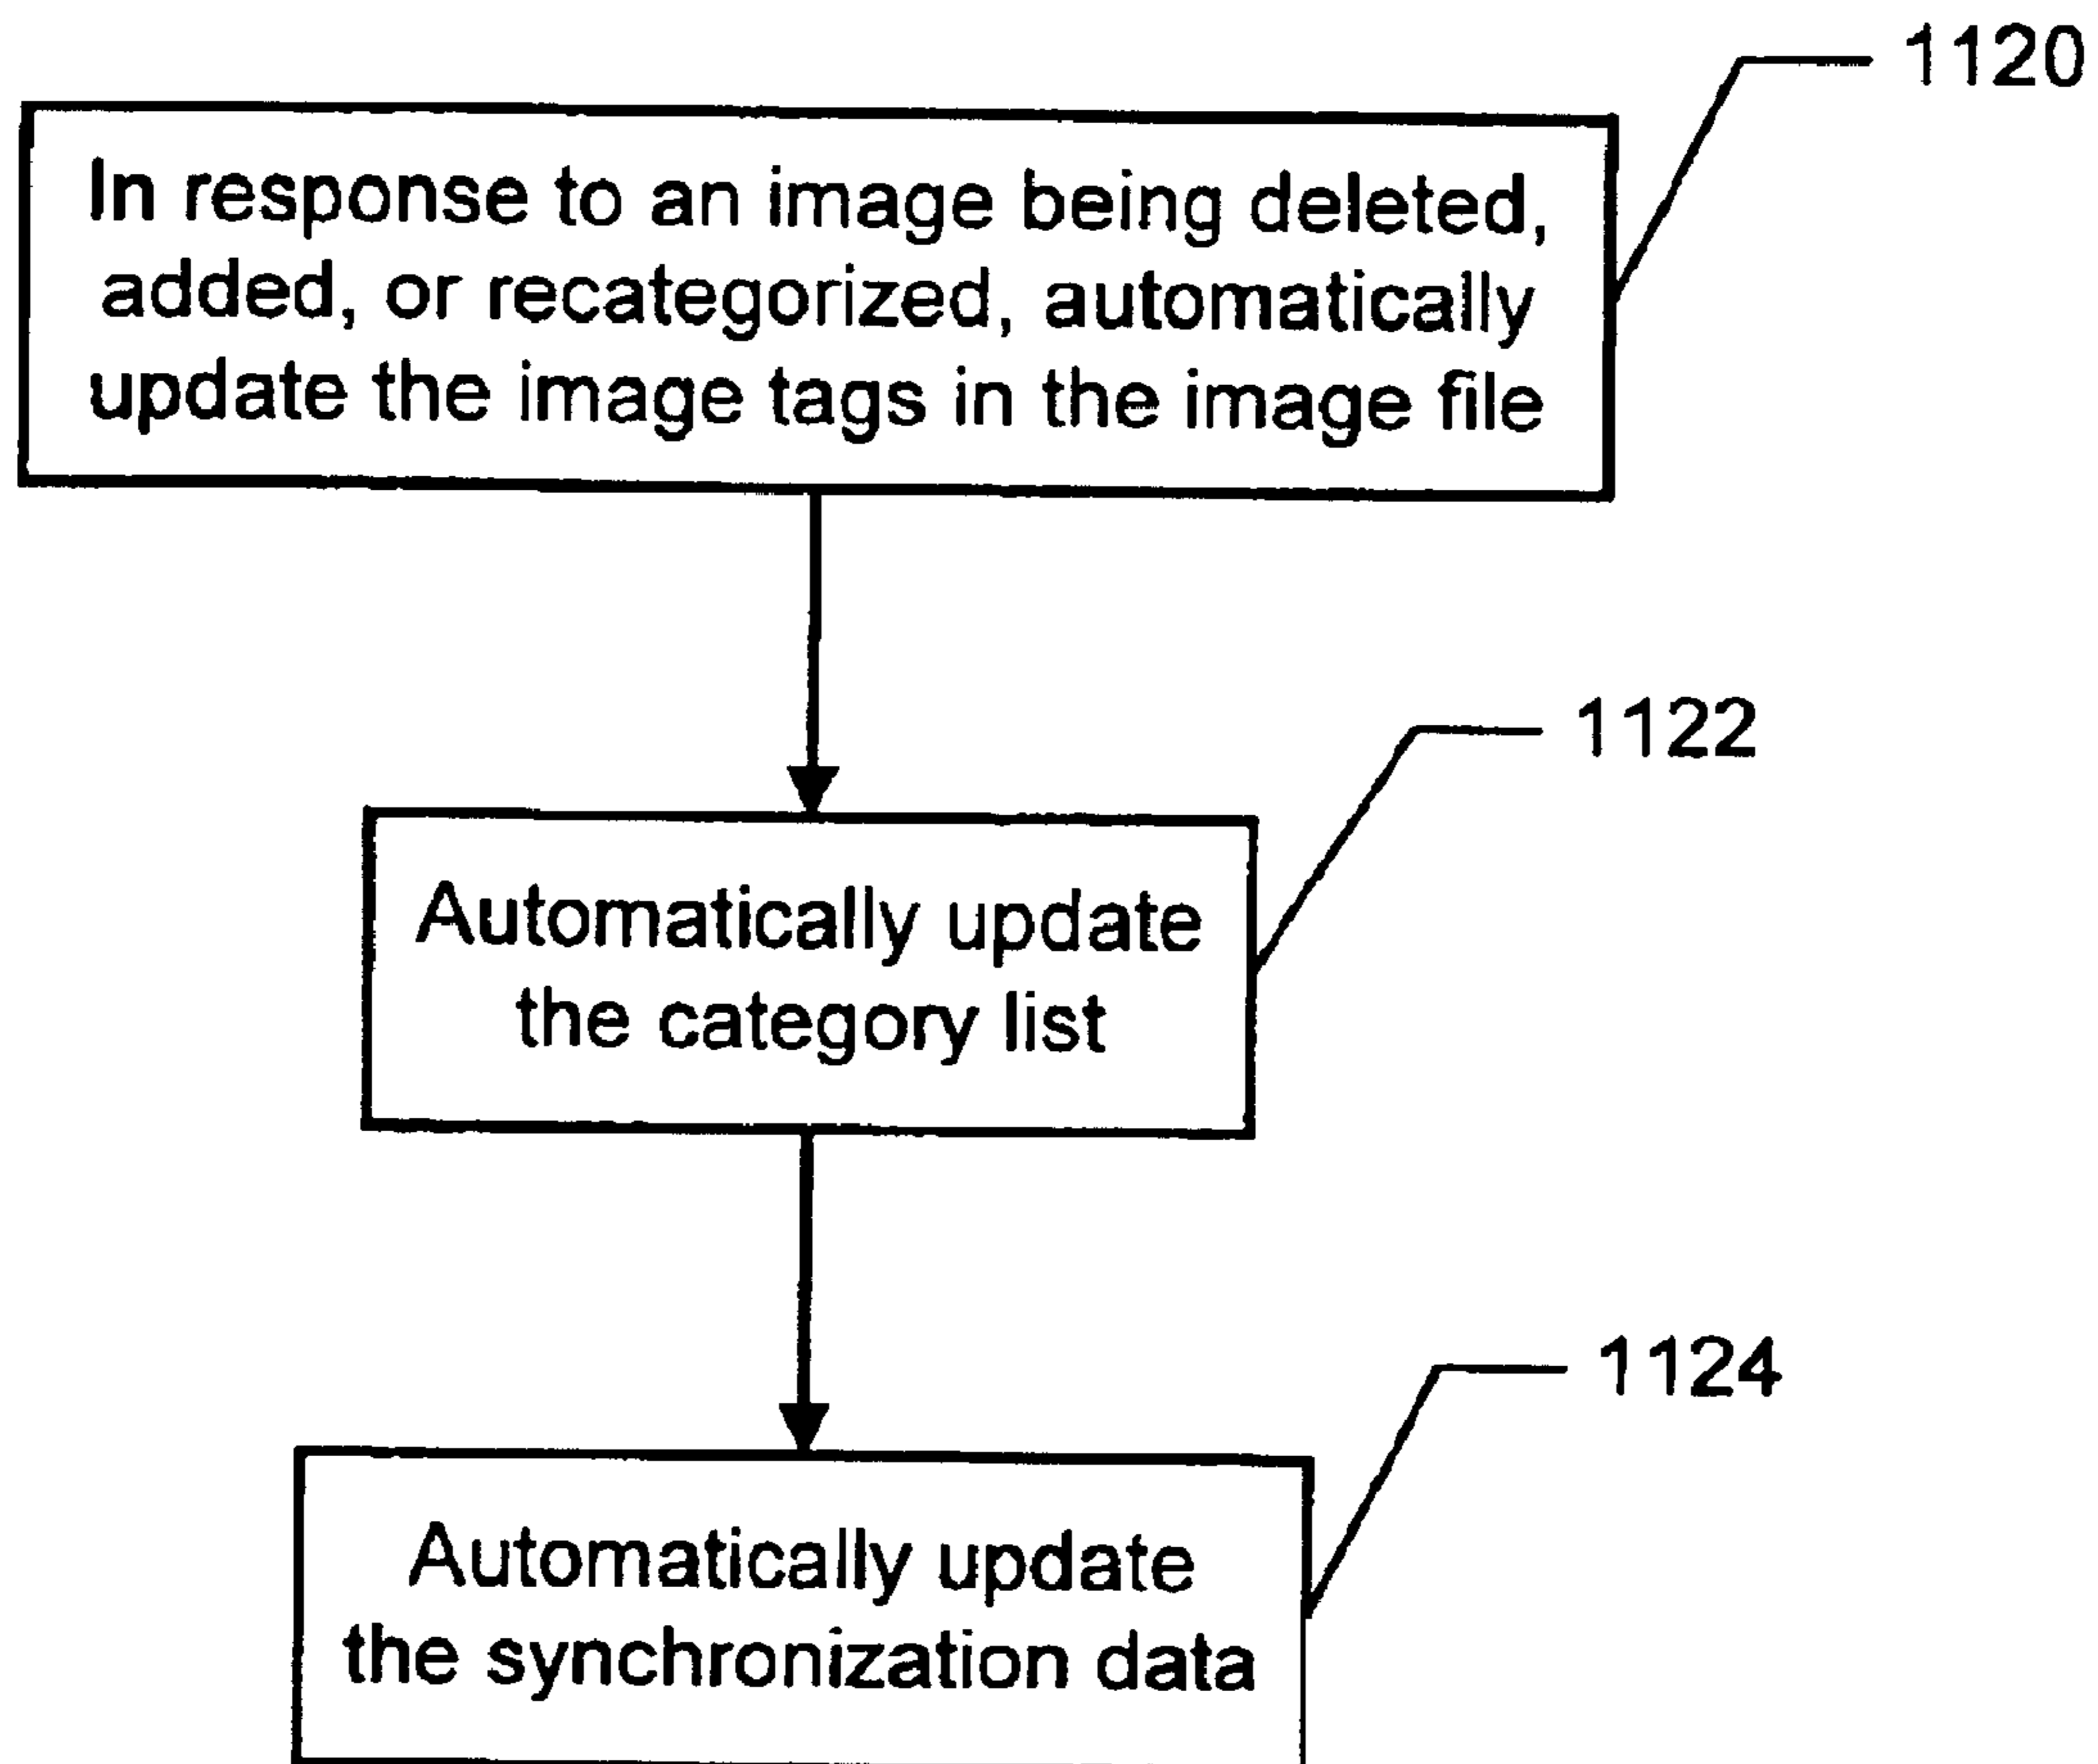 1120
In response to an image being deleted,
added, or recategorized, automatically
update the image tags in the image file
1122
Automatically update
the category list
1124
Automatically update
the synchronization data